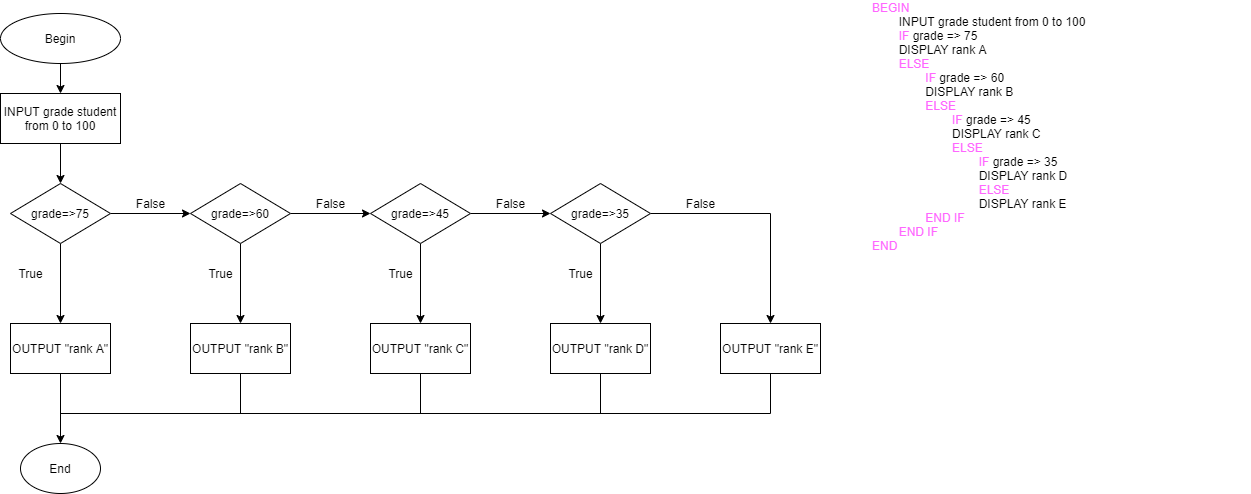 Begin
INPUT grade student
from 0 to 100
grade=>75
False
grade=>60
False
grade=>45
False
grade=>35
False
True
True
True
True
OUTPUT "rank A"
OUTPUT "rank B"
OUTPUT "rank C"
OUTPUT "rank D"
OUTPUT "rank E"
End
BEGIN
INPUT grade student from 0 to 100
IF grade => 75
DISPLAY rank A
ELSE
IF grade => 60
DISPLAY rank B
ELSE
IF grade => 45
DISPLAY rank C
ELSE
IF grade => 35
DISPLAY rank D
ELSE
DISPLAY rank E
END IF
END IF
END